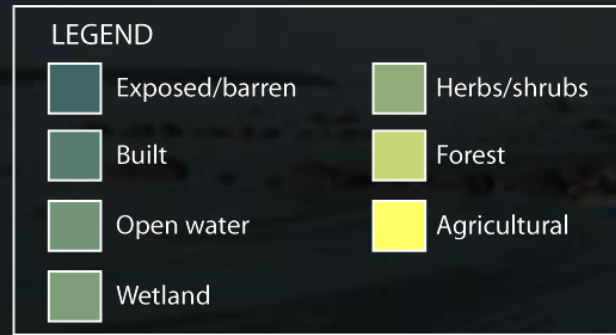 LEGEND
Exposed/barren
Built
Open water
Wetland
Herbs/shrubs
Forest
Agricultural